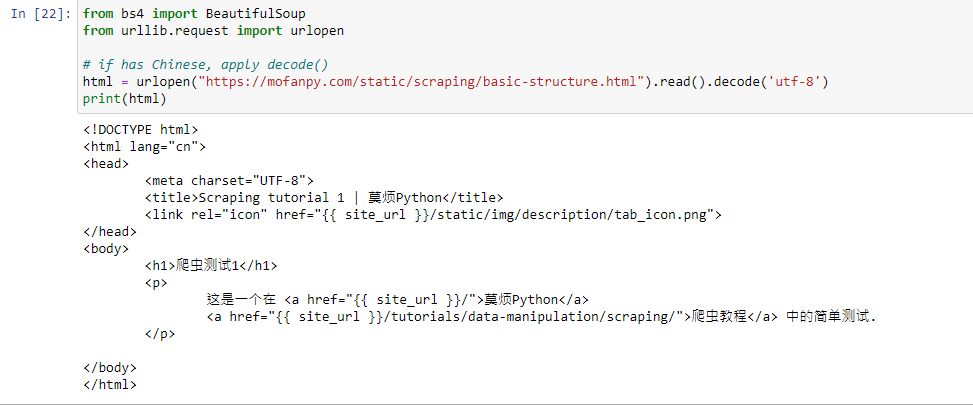 In [22]: from bs4 import BeautifulSoup
from urllib.request import urlopen

# if has Chinese, apply decode()
html = urlopen("https://mofanpy.com/static/scraping/basic-structure.html").read().decode('utf-8')
print(html)

<!DOCTYPE html>
<html lang="cn">
<head>
	<meta charset="UTF-8">
	<title>Scraping tutorial 1 | 莫烦Python</title>
	<link rel="icon" href="{{ site_url }}/static/img/description/tab_icon.png">
</head>
<body>
	<h1>爬虫测试1</h1>
	<p>
		这是一个在 <a href="{{ site_url }}/">莫烦Python</a>
		<a href="{{ site_url }}/tutorials/data-manipulation/scraping/">爬虫教程</a> 中的简单测试.
	</p>

</body>
</html>